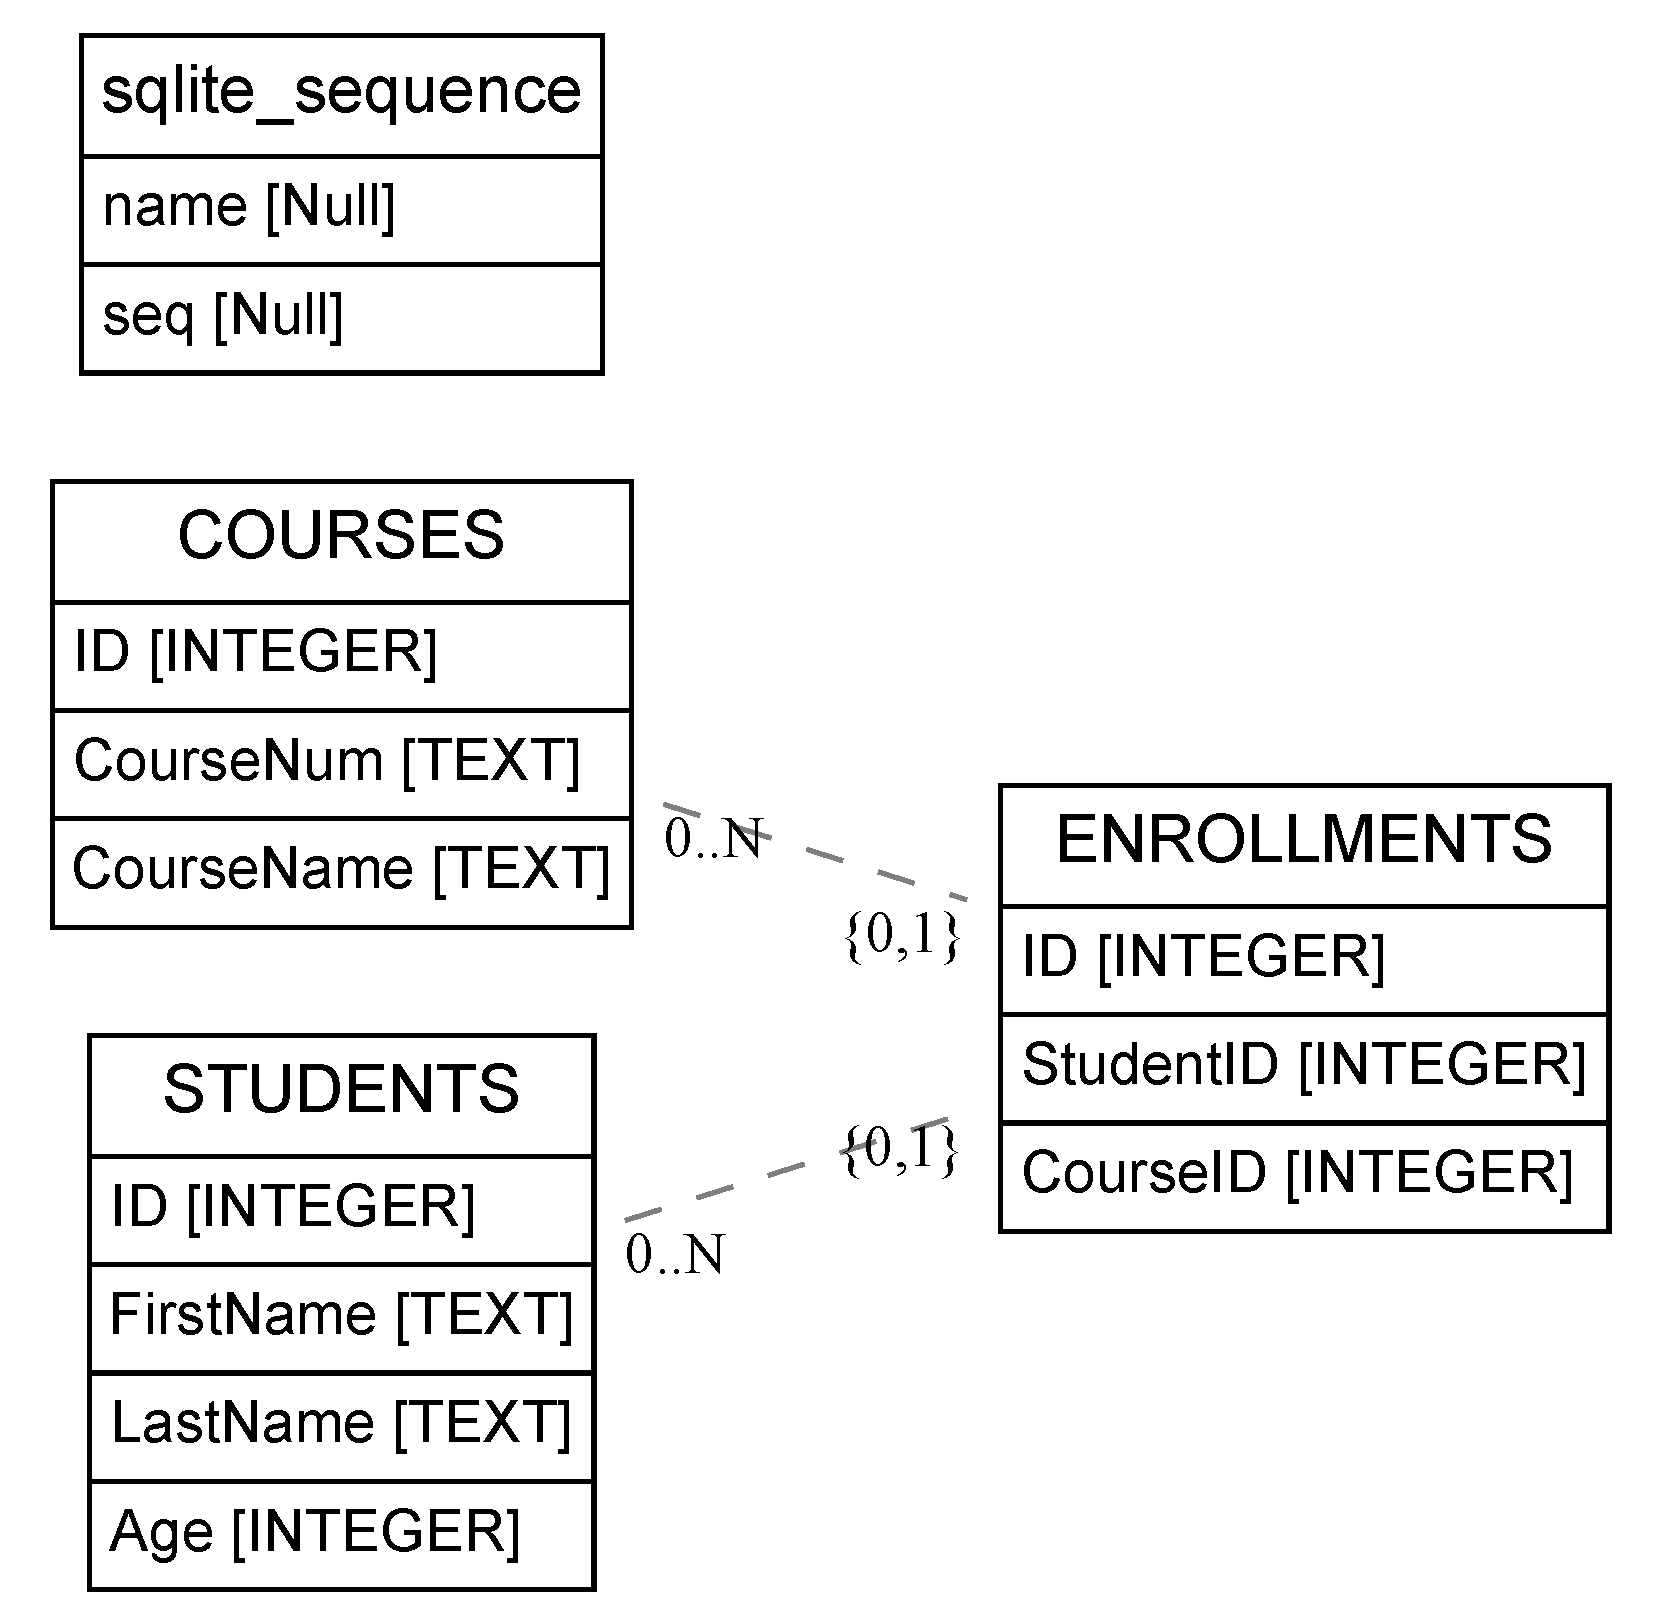 sqlite_sequence
name [Null]
seq [Null]
COURSES
ID [INTEGER]
CourseNum [TEXT]
CourseName [TEXT]
0..N
{0,1}
ENROLLMENTS
ID [INTEGER]
StudentID [INTEGER]
CourseID [INTEGER]
{0,1}
0..N
STUDENTS
ID [INTEGER]
FirstName [TEXT]
LastName [TEXT]
Age [INTEGER]